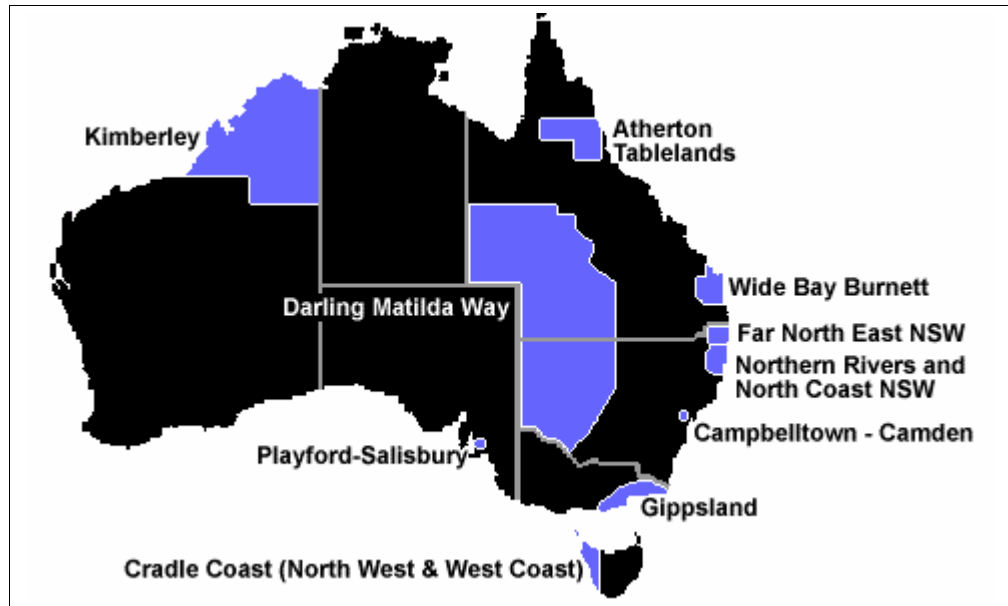 Kimberley
Atherton
Tablelands
Wide Bay Burnett
Darling Matilda Way
Far North East NSW
Northern Rivers and
North Coast NSW
Campbelltown - Camden
Playford-Salisbury
Gippsland
Cradle Coast (North West & West Coast)